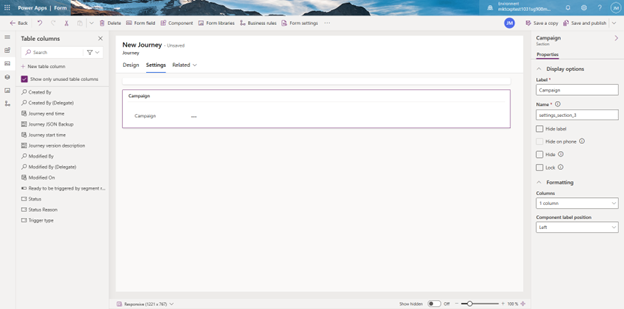 Power Apps | Form
Environment
JM
Back
Delete
Form field
Component
Form libraries
Business rules
Form settings
JM
Save a copy
Save and publish
Table columns
Search
New table column
Show only unused table columns
Created By
Created By (Delegate)
Journey end time
Journey JSON Backup
Journey start time
Journey version description
Modified By
Modified By (Delegate)
Modified On
Ready to be triggered by segment r...
Status
Status Reason
Trigger type
New Journey - Unsaved
Journey
Design
Settings
Related
Campaign
Campaign
---
Responsive (1221 x 767)
Show hidden
Off
100 %
Campaign
Section
Properties
Display options
Label *
Campaign
Name *
settings_section_3
Hide label
Hide on phone
Hide
Lock
Formatting
Columns
1 column
Component label position
Left